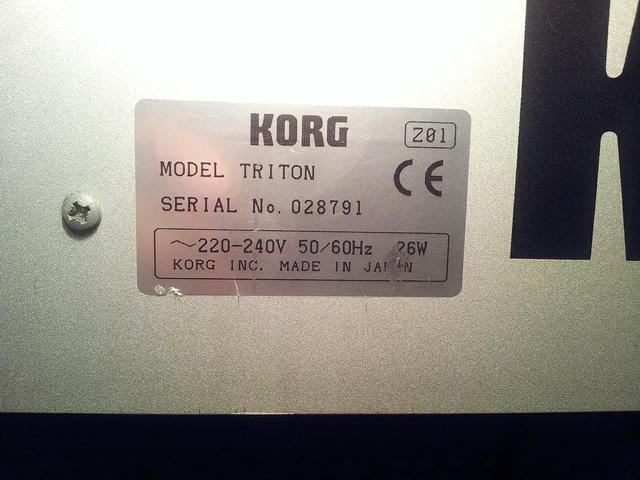 KORG
Z01
MODEL TRITON
SERIAL No. 028791
~220-240V 50/60Hz 26W
KORG INC. MADE IN JAPAN